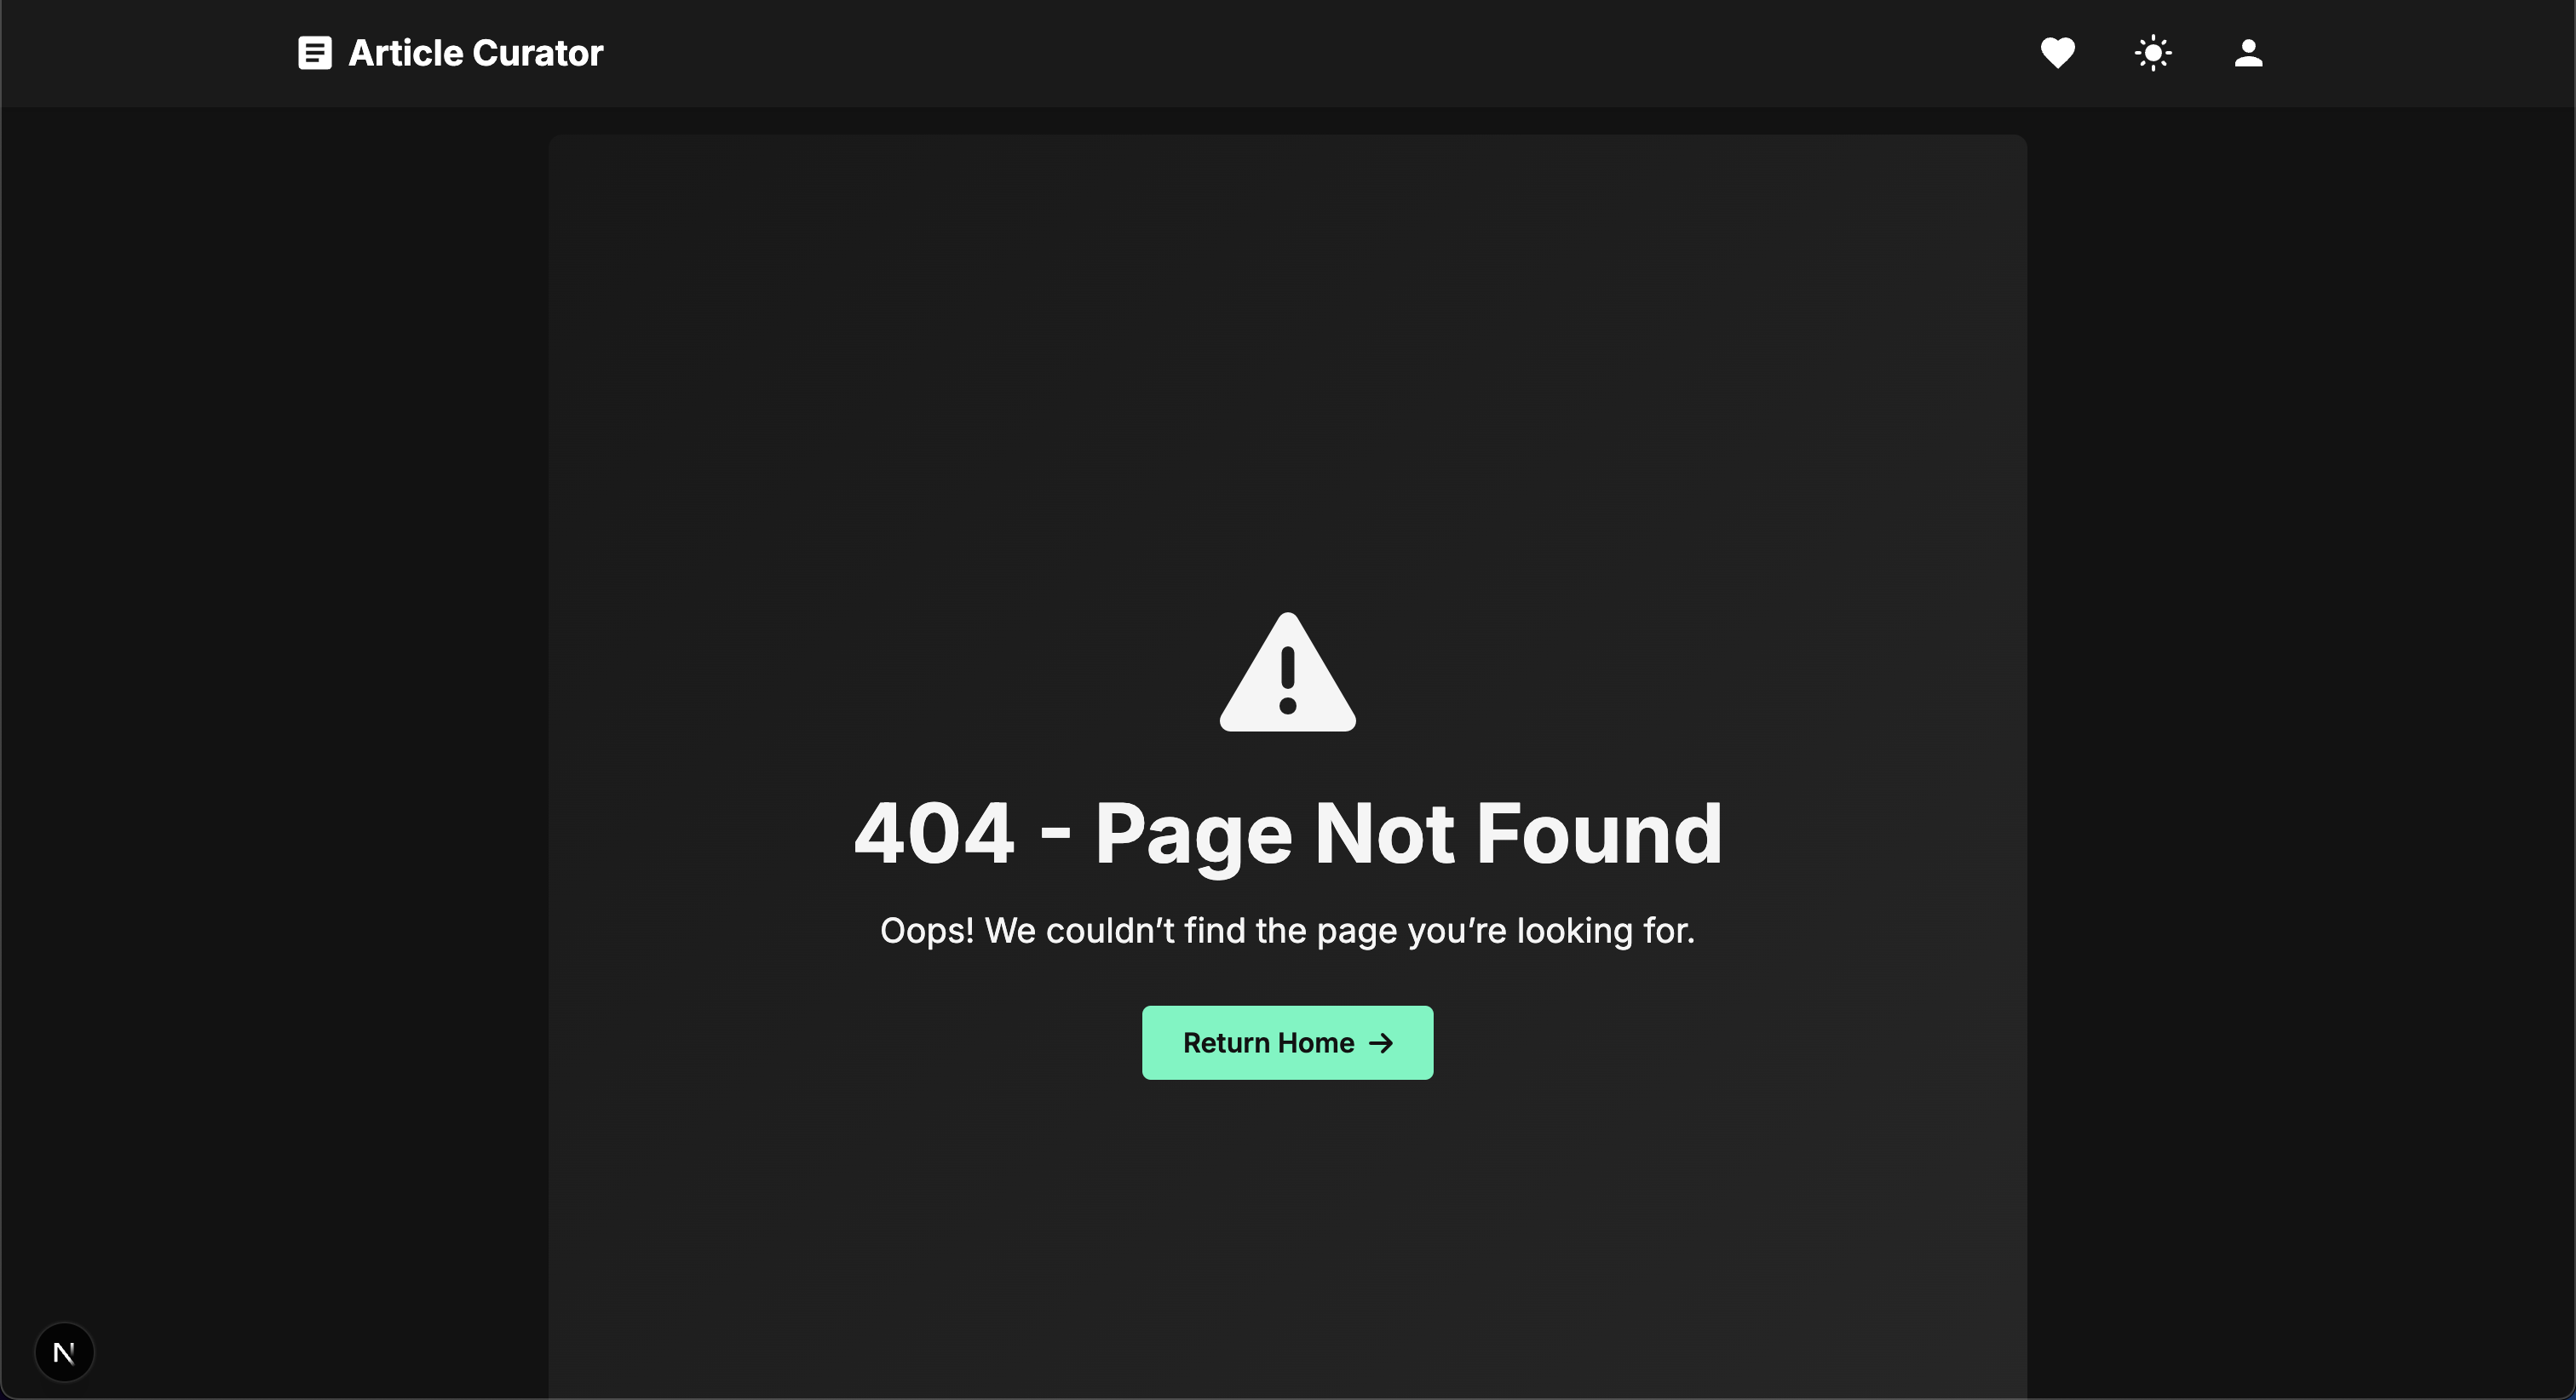 Article Curator
404 - Page Not Found
Oops! We couldn’t find the page you’re looking for.
Return Home
N